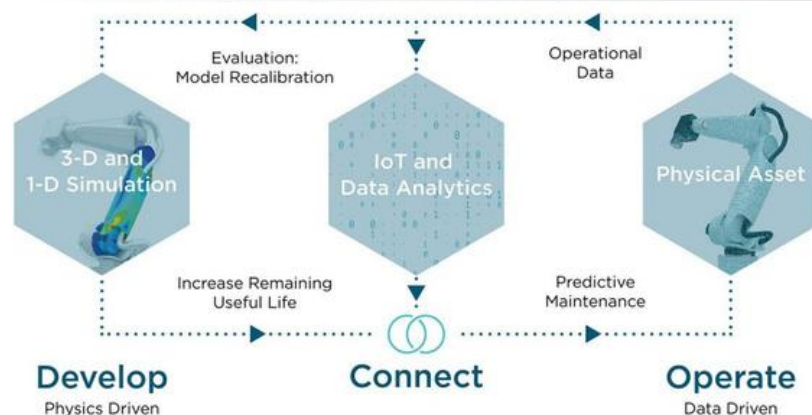 Evaluation:
Model Recalibration
Operational
Data
3-D and
1-D Simulation
IoT and
Data Analytics
Physical Asset
Increase Remaining
Useful Life
Predictive
Maintenance
Develop
Physics Driven
Connect
Operate
Data Driven